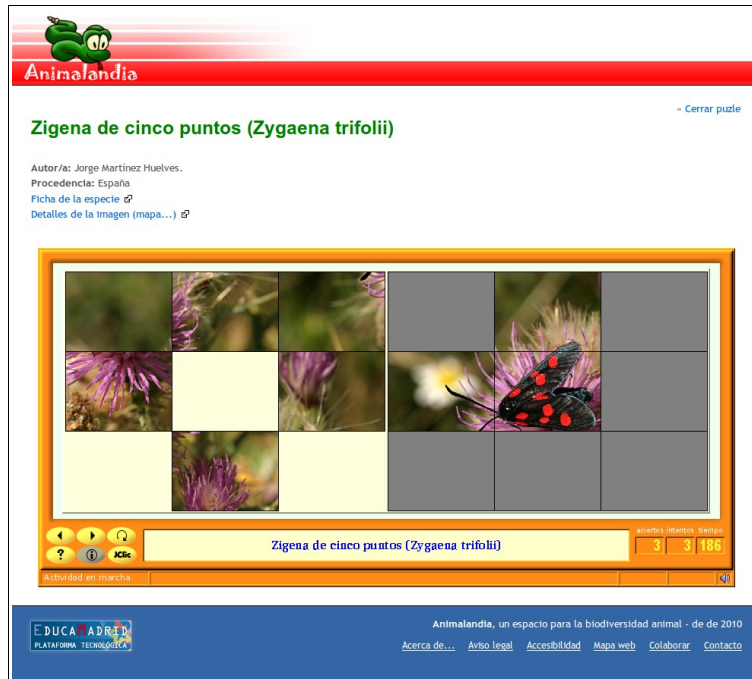 Animalandia
« Cerrar puzle
Zigena de cinco puntos (Zygaena trifolii)
Autor/a: Jorge Martínez Huelves.
Procedencia: España
Ficha de la especie
Detalles de la imagen (mapa...)
aciertos intentos tiempo
3 3 186
? i JClic
Zigena de cinco puntos (Zygaena trifolii)
Actividad en marcha
EDUCAMADRID
PLATAFORMA TECNOLÓGICA
Animalandia, un espacio para la biodiversidad animal - de de 2010
Acerca de... Aviso legal Accesibilidad Mapa web Colaborar Contacto